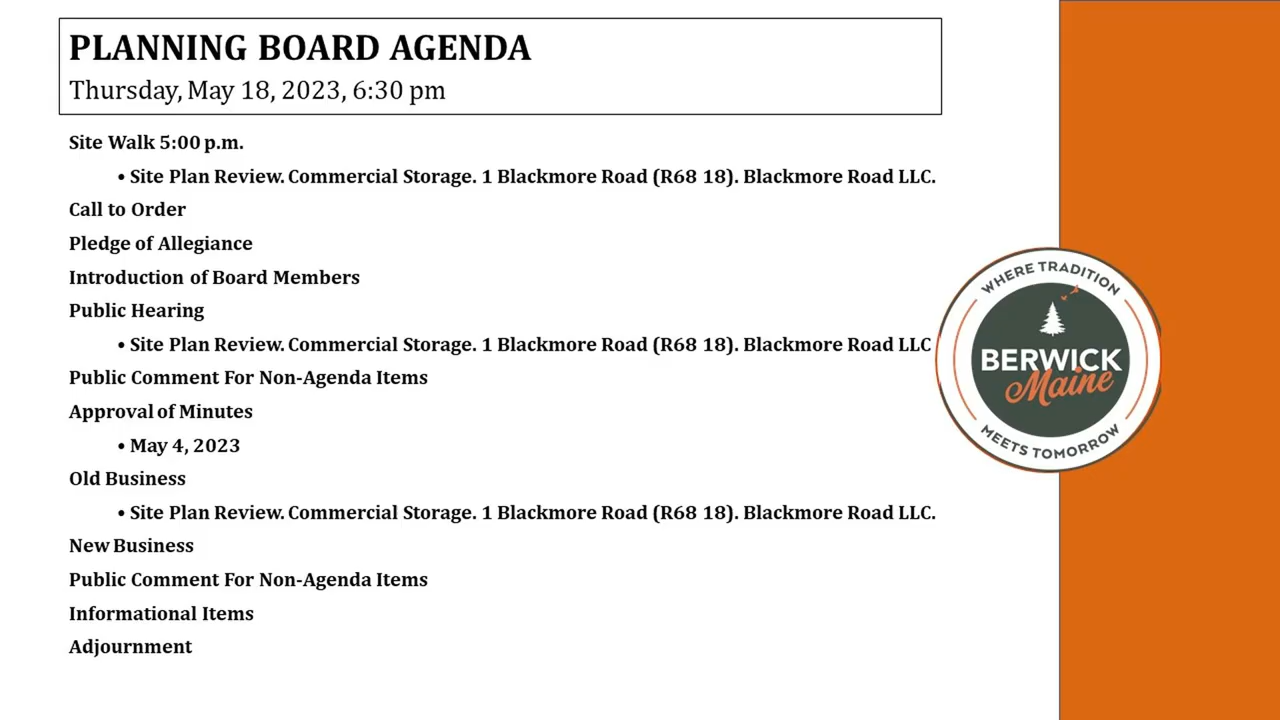 PLANNING BOARD AGENDA
Thursday, May 18, 2023, 6:30 pm
Site Walk 5:00 p.m.
• Site Plan Review. Commercial Storage. 1 Blackmore Road (R68 18). Blackmore Road LLC.
Call to Order
Pledge of Allegiance
Introduction of Board Members
Public Hearing
• Site Plan Review. Commercial Storage. 1 Blackmore Road (R68 18). Blackmore Road LLC
Public Comment For Non-Agenda Items
Approval of Minutes
• May 4, 2023
Old Business
• Site Plan Review. Commercial Storage. 1 Blackmore Road (R68 18). Blackmore Road LLC.
New Business
Public Comment For Non-Agenda Items
Informational Items
Adjournment
WHERE TRADITION
BERWICK
Maine
MEETS TOMORROW